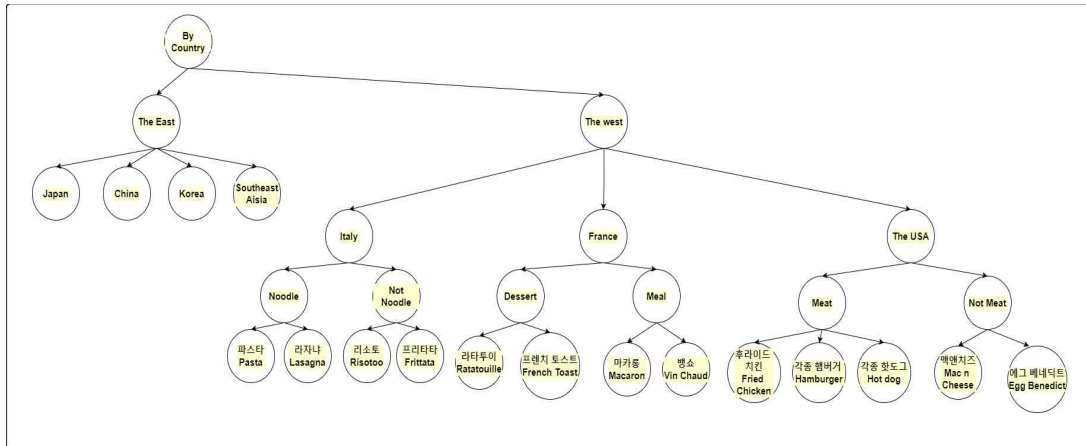 By
Country
The East
The west
Japan
China
Korea
Southeast
Aisia
Italy
France
The USA
Noodle
Not
Noodle
Dessert
Meal
Meat
Not Meat
파스타
Pasta
라자냐
Lasagna
리소토
Risotoo
프리타타
Frittata
라타투이
Ratatouille
프렌치 토스트
French Toast
마카롱
Macaron
뱅쇼
Vin Chaud
후라이드
치킨
Fried
Chicken
각종 햄버거
Hamburger
각종 핫도그
Hot dog
맥앤치즈
Mac n
Cheese
에그 베네딕트
Egg Benedict